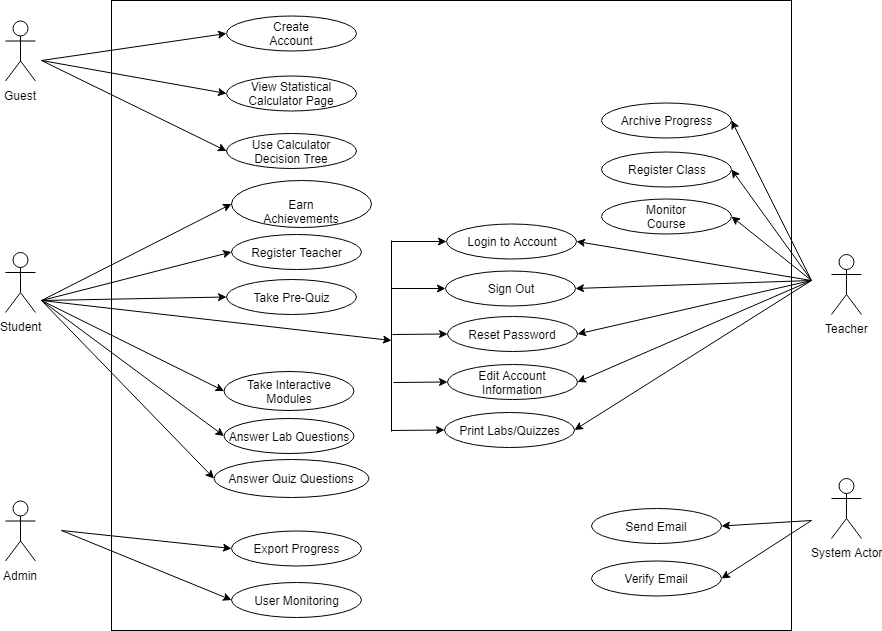 Create
Account
Guest
View Statistical
Calculator Page
Archive Progress
Use Calculator
Decision Tree
Register Class
Earn
Achievements
Monitor
Course
Register Teacher
Login to Account
Take Pre-Quiz
Sign Out
Student
Teacher
Reset Password
Take Interactive
Modules
Edit Account
Information
Answer Lab Questions
Print Labs/Quizzes
Answer Quiz Questions
Send Email
Export Progress
System Actor
Admin
Verify Email
User Monitoring